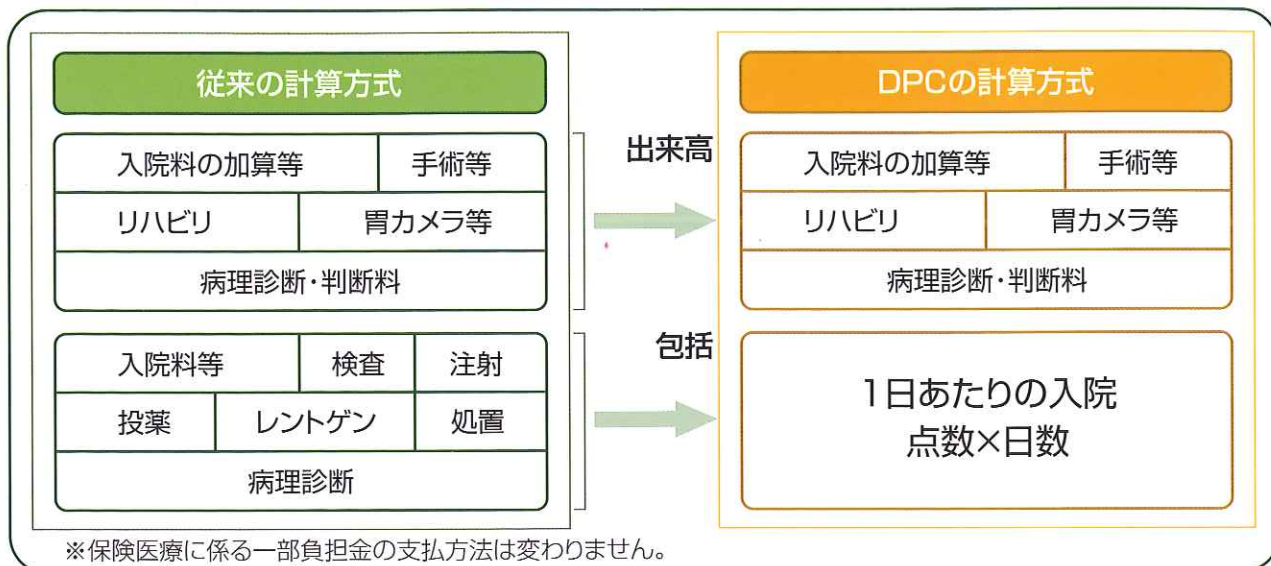 従来の計算方式
入院料の加算等 手術等
リハビリ 胃カメラ等
病理診断・判断料
入院料等 検査 注射
投薬 レントゲン 処置
病理診断
出来高
包括
DPCの計算方式
入院料の加算等 手術等
リハビリ 胃カメラ等
病理診断・判断料
1日あたりの入院
点数×日数
※保険医療に係る一部負担金の支払方法は変わりません。